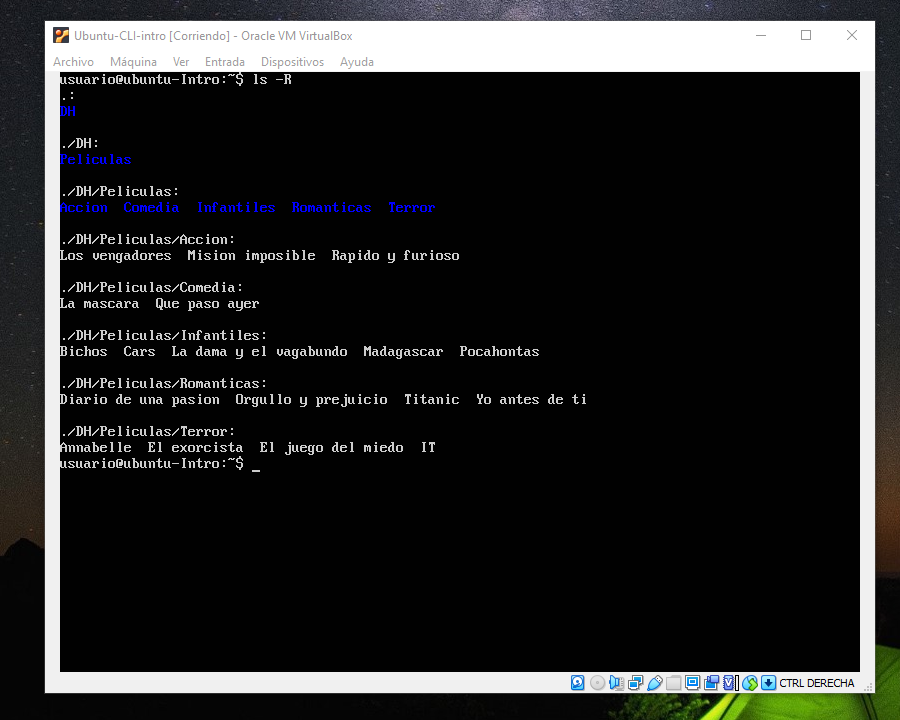 Ubuntu-CLI-intro [Corriendo] - Oracle VM VirtualBox
Archivo Máquina Ver Entrada Dispositivos Ayuda
usuario@ubuntu-Intro:~$ ls -R
.:
DH
./DH:
Peliculas
./DH/Peliculas:
Accion Comedia Infantiles Romanticas Terror
./DH/Peliculas/Accion:
Los vengadores Mision imposible Rapido y furioso
./DH/Peliculas/Comedia:
La mascara Que paso ayer
./DH/Peliculas/Infantiles:
Bichos Cars La dama y el vagabundo Madagascar Pocahontas
./DH/Peliculas/Romanticas:
Diario de una pasion Orgullo y prejuicio Titanic Yo antes de ti
./DH/Peliculas/Terror:
Annabelle El exorcista El juego del miedo IT
usuario@ubuntu-Intro:~$ _
CTRL DERECHA